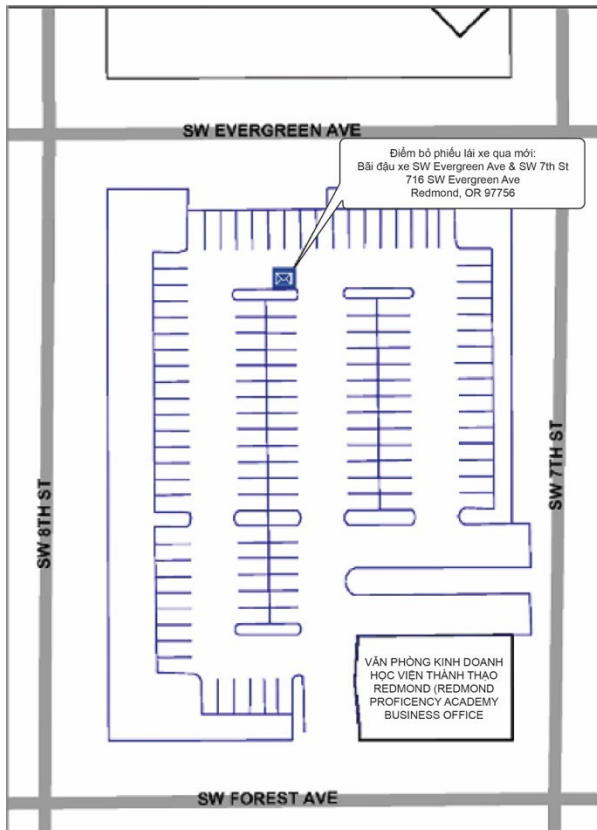 SW EVERGREEN AVE
Điểm bỏ phiếu lái xe qua mới:
Bãi đậu xe SW Evergreen Ave & SW 7th St
716 SW Evergreen Ave
Redmond, OR 97756
SW 8TH ST
SW 7TH ST
VĂN PHÒNG KINH DOANH
HỌC VIỆN THÀNH THẠO
REDMOND (REDMOND
PROFICENCY ACADEMY
BUSINESS OFFICE
SW FOREST AVE